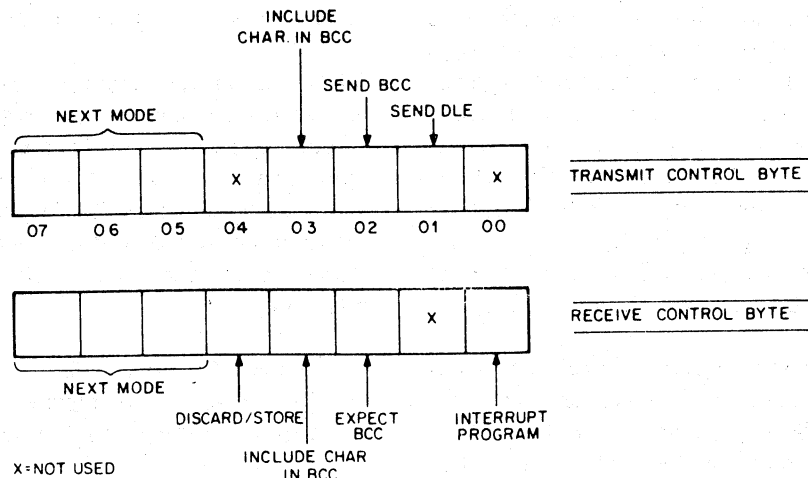 INCLUDE
CHAR. IN BCC
SEND BCC
SEND DLE
NEXT MODE
X
X
TRANSMIT CONTROL BYTE
07 06 05 04 03 02 01 00
X
RECEIVE CONTROL BYTE
NEXT MODE
DISCARD/STORE
INCLUDE CHAR
IN BCC
EXPECT
BCC
INTERRUPT
PROGRAM
X=NOT USED